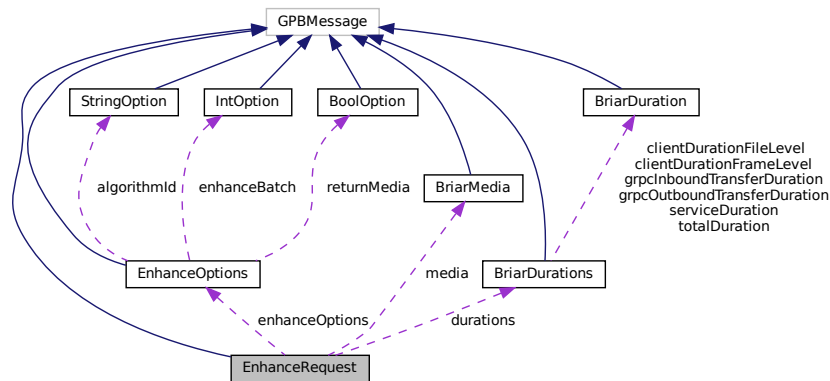 GPBMessage
StringOption
IntOption
BoolOption
BriarDuration
clientDurationFileLevel
clientDurationFrameLevel
grpcInboundTransferDuration
grpcOutboundTransferDuration
serviceDuration
totalDuration
algorithmId
enhanceBatch
returnMedia
BriarMedia
EnhanceOptions
media
BriarDurations
enhanceOptions
durations
EnhanceRequest